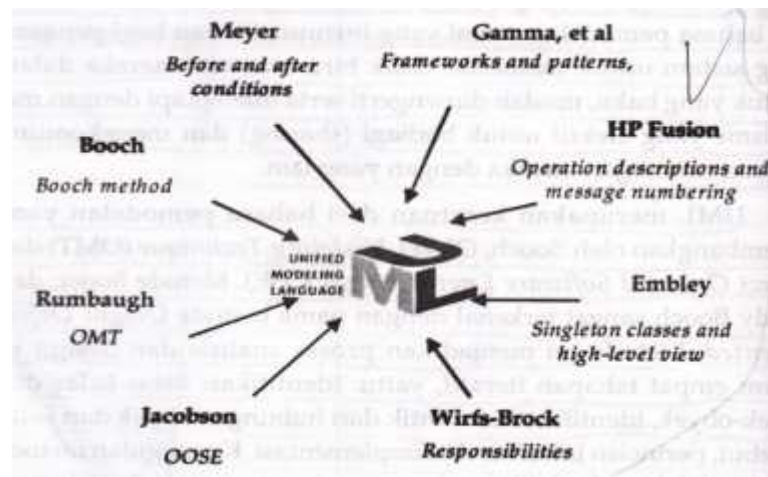 Meyer
Before and after
conditions
Gamma, et al
Frameworks and patterns,
HP Fusion
Operation descriptions and
message numbering
Booch
Booch method
UNIFIED
MODELING
LANGUAGE
UML
Embley
Singleton classes and
high-level view
Rumbaugh
OMT
Jacobson
OOSE
Wirfs-Brock
Responsibilities